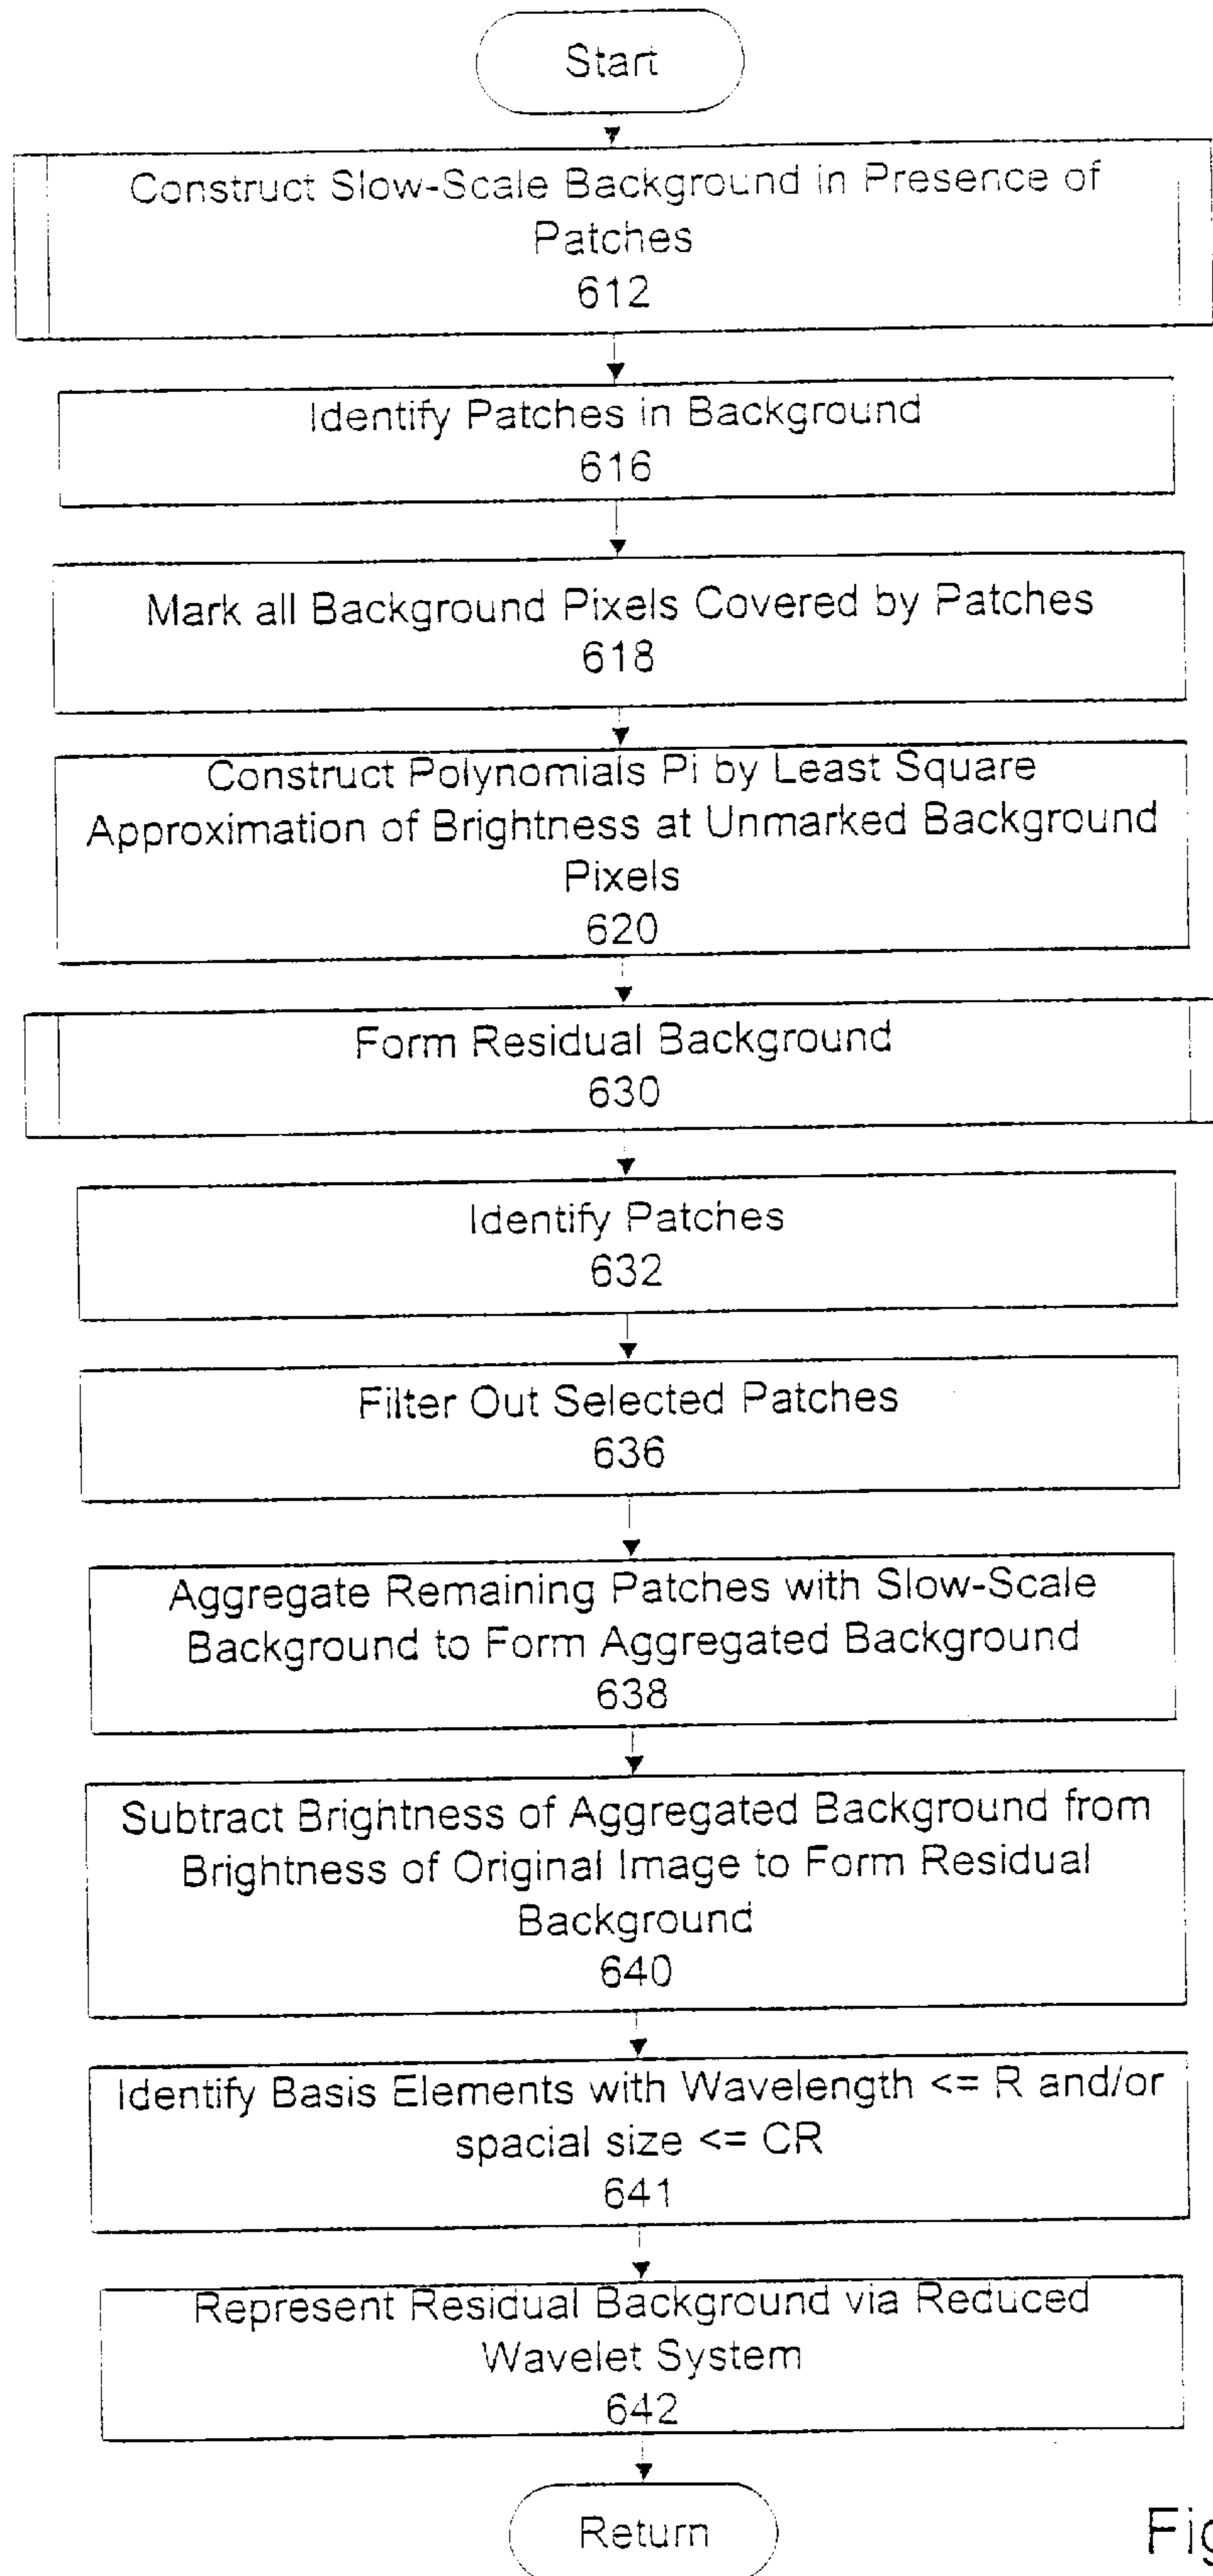 Start
Construct Slow-Scale Background in Presence of
Patches
612
Identify Patches in Background
616
Mark all Background Pixels Covered by Patches
618
Construct Polynomials Pi by Least Square
Approximation of Brightness at Unmarked Background
Pixels
620
Form Residual Background
630
Identify Patches
632
Filter Out Selected Patches
636
Aggregate Remaining Patches with Slow-Scale
Background to Form Aggregated Background
638
Subtract Brightness of Aggregated Background from
Brightness of Original Image to Form Residual
Background
640
Identify Basis Elements with Wavelength <= R and/or
spacial size <= CR
641
Represent Residual Background via Reduced
Wavelet System
642
Return
Fig